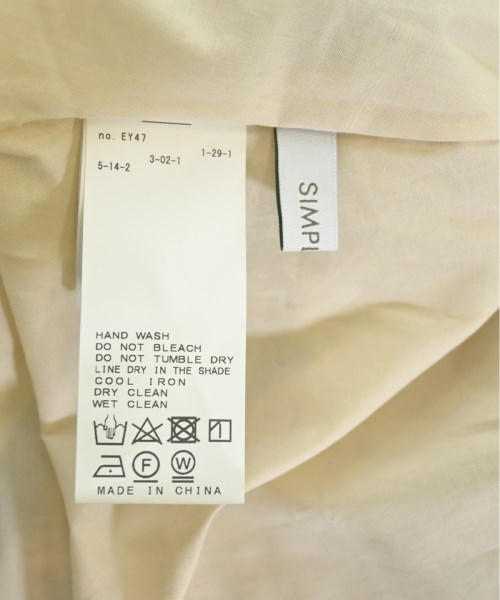 no. EY47
1-29-1
3-02-1
5-14-2
SIMPL
HAND WASH
DO NOT BLEACH
DO NOT TUMBLE DRY
LINE DRY IN THE SHADE
COOL IRON
DRY CLEAN
WET CLEAN
F
W
MADE IN CHINA